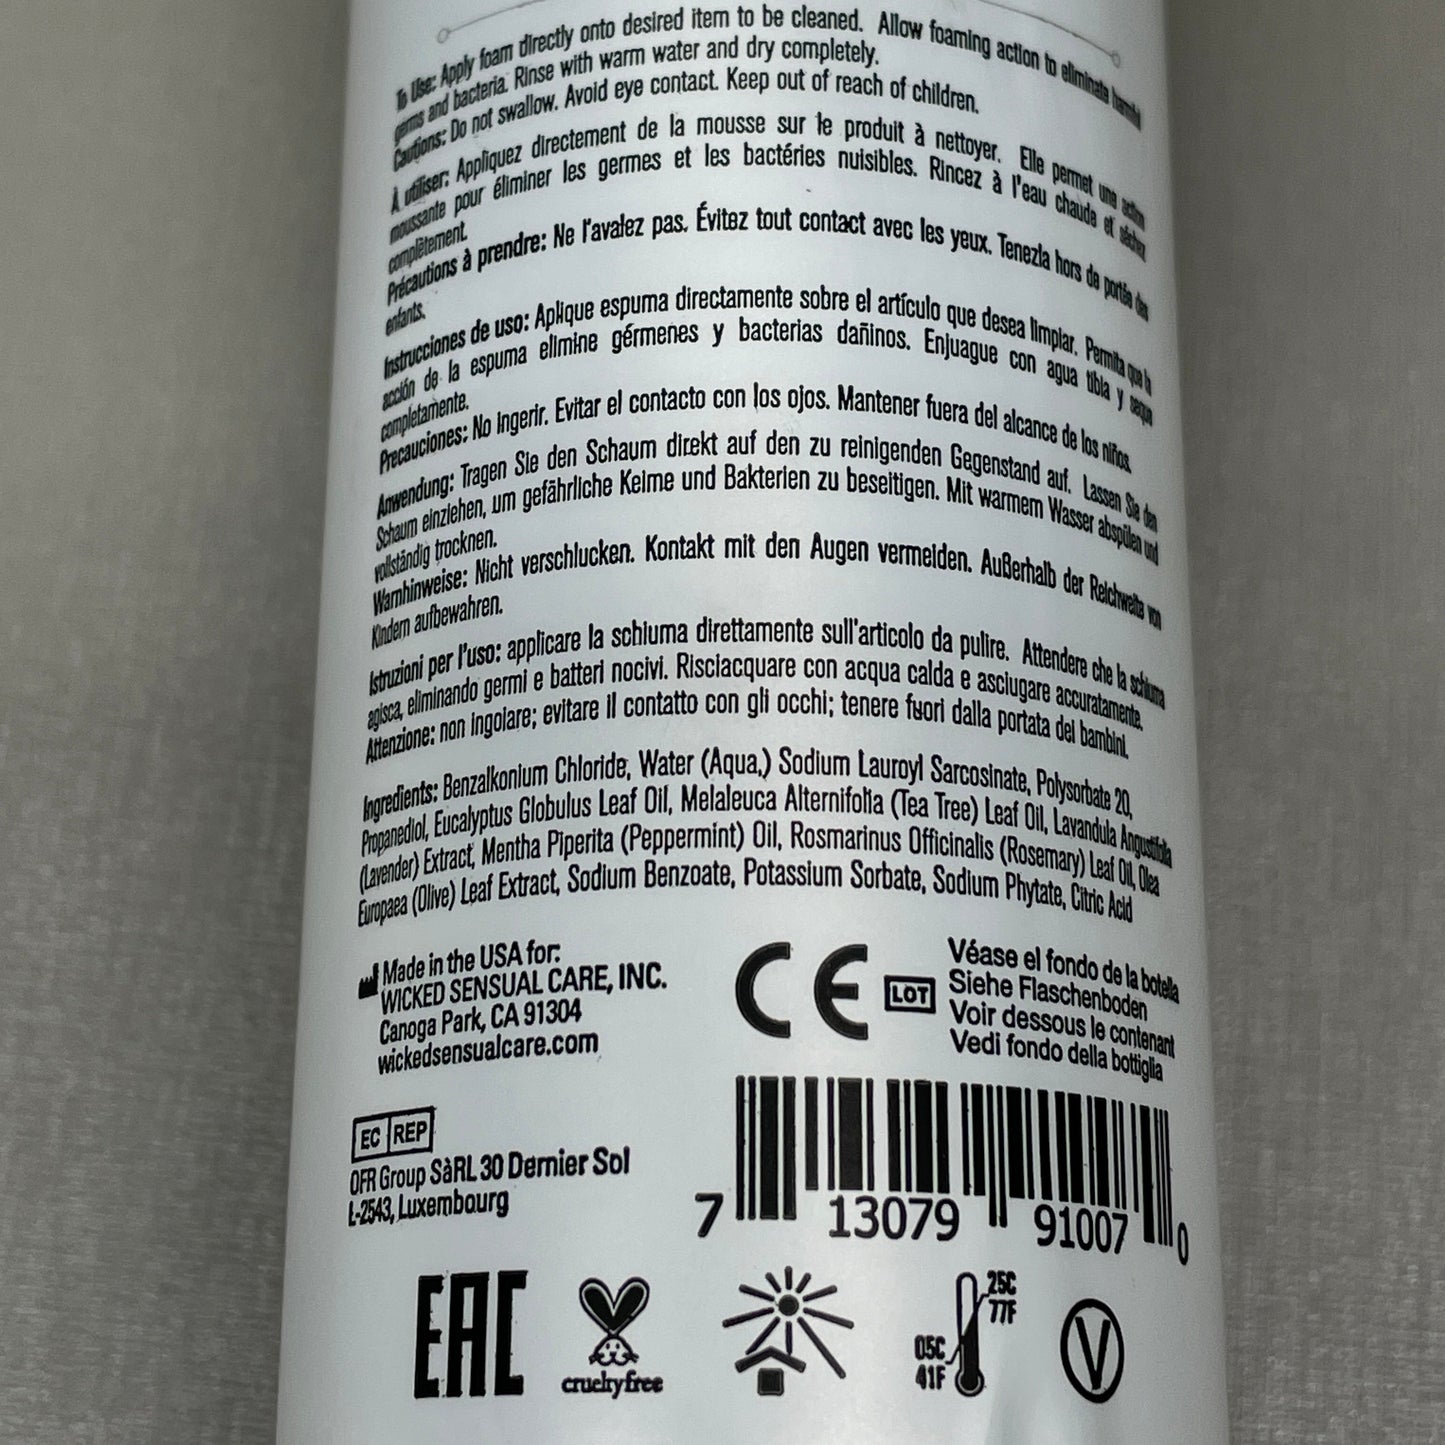 To Use: Apply foam directly onto desired item to be cleaned. Allow foaming action to eliminate harmful
germs and bacteria. Rinse with warm water and dry completely.
Cautions: Do not swallow. Avoid eye contact. Keep out of reach of children.
À utiliser: Appliquez directement de la mousse sur le produit à nettoyer. Elle permet une action
moussante pour éliminer les germes et les bactéries nuisibles. Rincez à l'eau chaude et séchez
complètement.
Précautions à prendre: Ne l'avalez pas. Évitez tout contact avec les yeux. Tenezla hors de portée des
enfants.
Instrucciones de uso: Aplique espuma directamente sobre el artículo que desea limpiar. Permita que la
acción de la espuma elimine gérmenes y bacterias dañinos. Enjuague con agua tibia y seque
completamente.
Precauciones: No ingerir. Evitar el contacto con los ojos. Mantener fuera del alcance de los niños.
Anwendung: Tragen Sie den Schaum direkt auf den zu reinigenden Gegenstand auf. Lassen Sie den
Schaum einziehen, um gefährliche Keime und Bakterien zu beseitigen. Mit warmem Wasser abspülen und
vollständig trocknen.
Warnhinweise: Nicht verschlucken. Kontakt mit den Augen vermeiden. Außerhalb der Reichweite von
Kindern aufbewahren.
Istruzioni per l'uso: applicare la schiuma direttamente sull'articolo da pulire. Attendere che la schiuma
agisca, eliminando germi e batteri nocivi. Risciacquare con acqua calda e asciugare accuratamente.
Attenzione: non ingolare; evitare il contatto con gli occhi; tenere fuori dalla portata dei bambini.
Ingredients: Benzalkonium Chloride, Water (Aqua,) Sodium Lauroyl Sarcosinate, Polysorbate 20,
Propanediol, Eucalyptus Globulus Leaf Oil, Melaleuca Alternifolia (Tea Tree) Leaf Oil, Lavandula Angustifolia
(Lavender) Extract, Mentha Piperita (Peppermint) Oil, Rosmarinus Officinalis (Rosemary) Leaf Oil, Olea
Europaea (Olive) Leaf Extract, Sodium Benzoate, Potassium Sorbate, Sodium Phytate, Citric Acid
Made in the USA for:
WICKED SENSUAL CARE, INC.
Canoga Park, CA 91304
wickedsensualcare.com
CE
LOT
Véase el fondo de la botella
Siehe Flaschenboden
Voir dessous le contenant
Vedi fondo della bottiglia
EC REP
OFR Group SàRL 30 Dernier Sol
L-2543, Luxembourg
7 13079 91007 0
EAC
crueltyfree
25C
77F
05C
41F
V